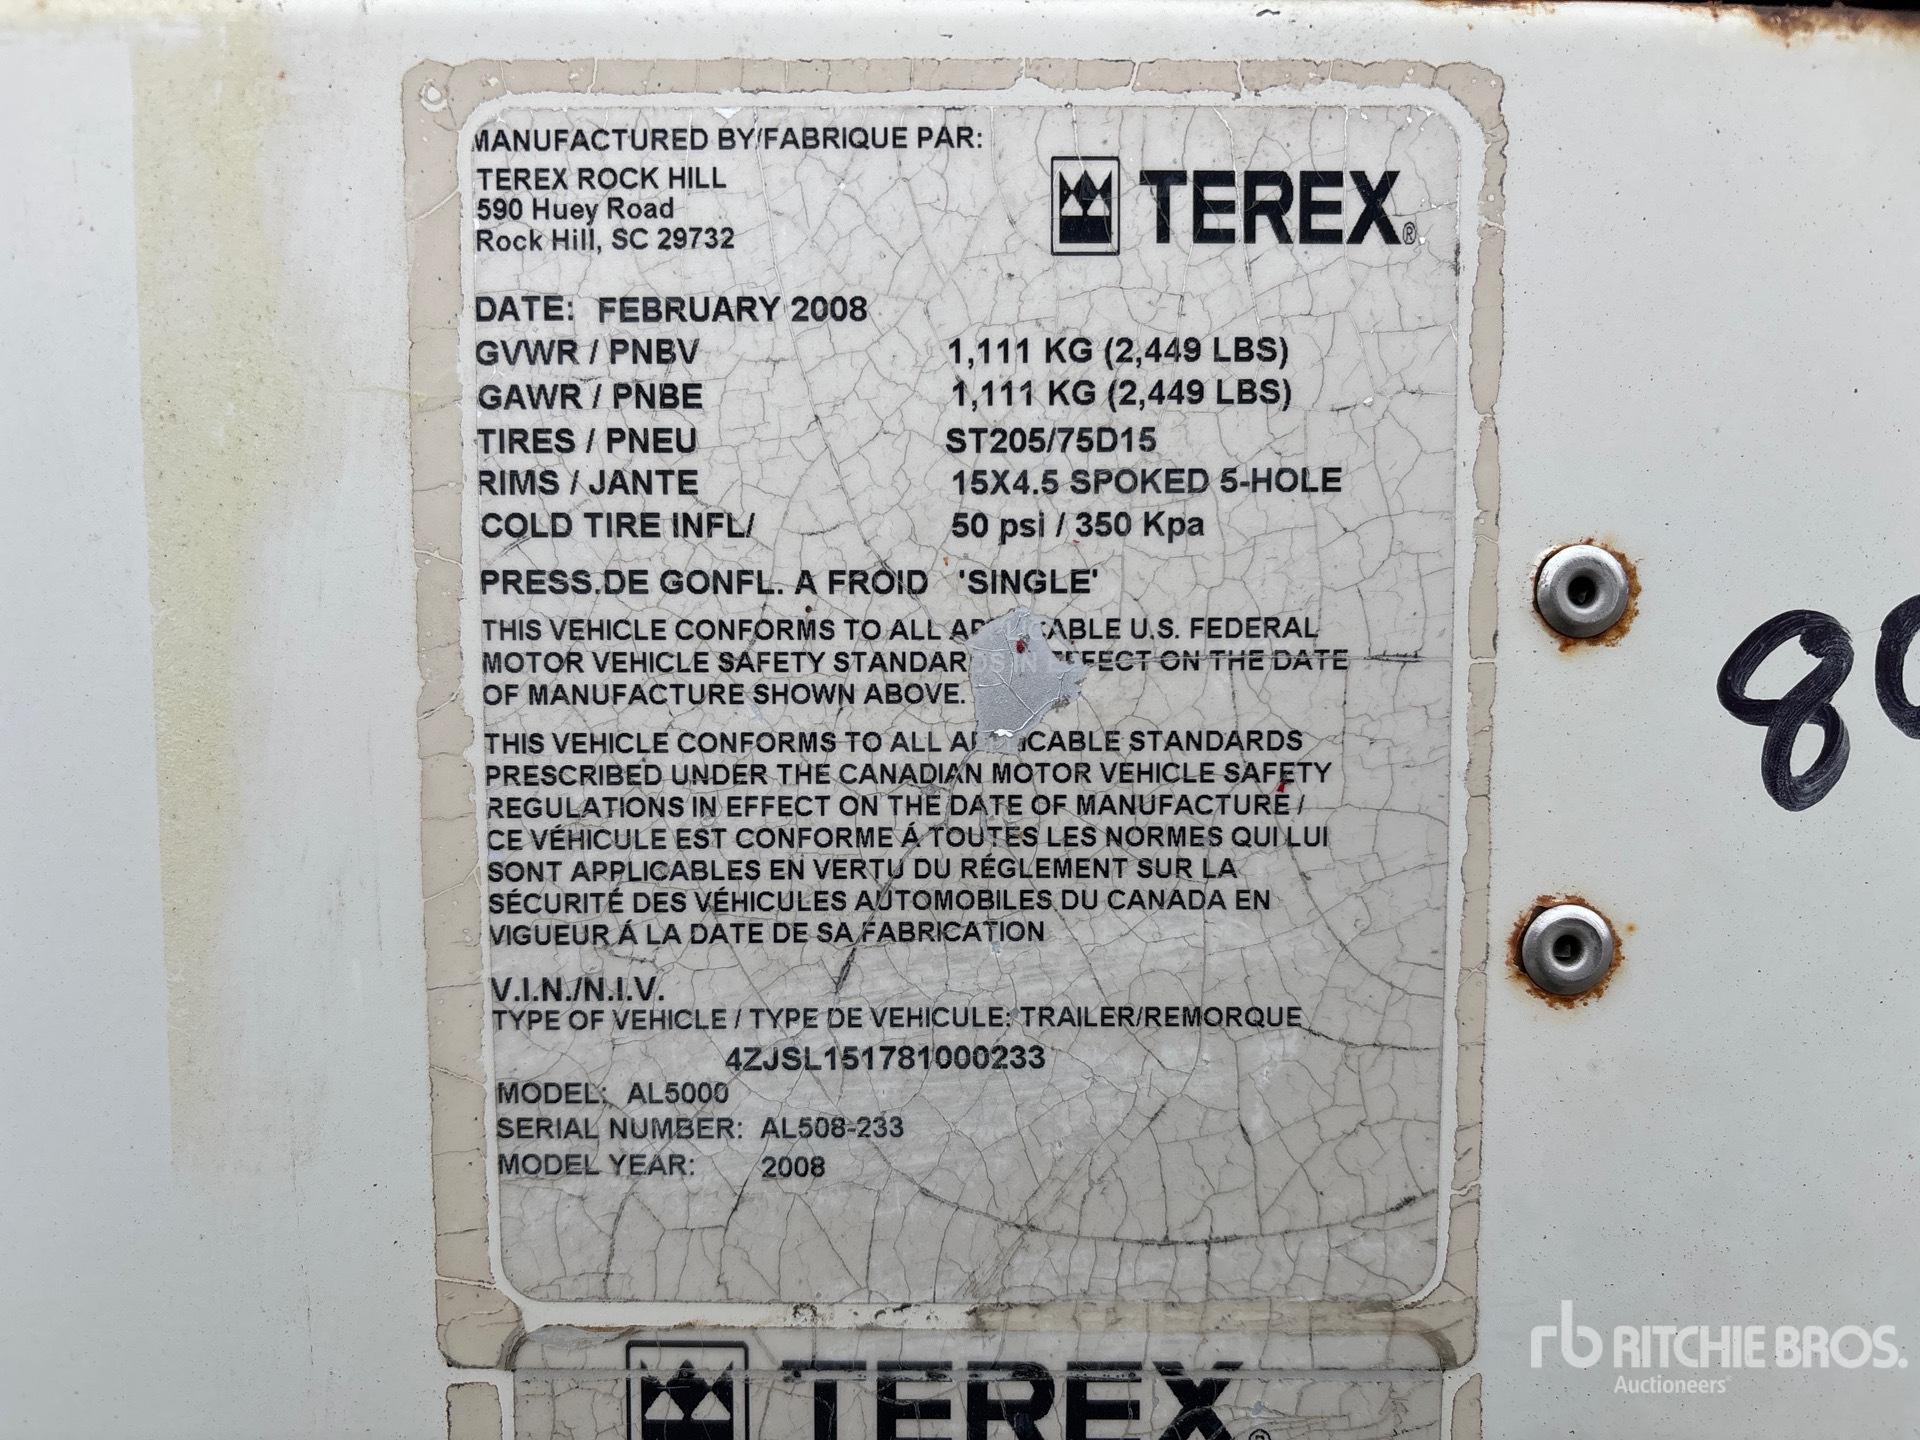 MANUFACTURED BY/FABRIQUE PAR:
TEREX ROCK HILL
590 Huey Road
Rock Hill, SC 29732
TEREX®
DATE: FEBRUARY 2008
GVWR / PNBV 1,111 KG (2,449 LBS)
GAWR / PNBE 1,111 KG (2,449 LBS)
TIRES / PNEU ST205/75D15
RIMS / JANTE 15X4.5 SPOKED 5-HOLE
COLD TIRE INFL/ 50 psi / 350 Kpa
PRESS.DE GONFL. A FROID 'SINGLE'
THIS VEHICLE CONFORMS TO ALL U.S. FEDERAL
MOTOR VEHICLE SAFETY STANDARDS IN EFFECT ON THE DATE
OF MANUFACTURE SHOWN ABOVE.
THIS VEHICLE CONFORMS TO ALL STANDARDS
PRESCRIBED UNDER THE CANADIAN MOTOR VEHICLE SAFETY
REGULATIONS IN EFFECT ON THE DATE OF MANUFACTURE /
CE VÉHICULE EST CONFORME Á TOUTES LES NORMES QUI LUI
SONT APPLICABLES EN VERTU DU RÉGLEMENT SUR LA
SÉCURITÉ DES VÉHICULES AUTOMOBILES DU CANADA EN
VIGUEUR Á LA DATE DE SA FABRICATION
V.I.N./N.I.V.
TYPE OF VEHICLE / TYPE DE VEHICULE: TRAILER/REMORQUE
4ZJSL151781000233
MODEL: AL5000
SERIAL NUMBER: AL508-233
MODEL YEAR: 2008
8
TEREX®
rb RITCHIE BROS.
Auctioneers